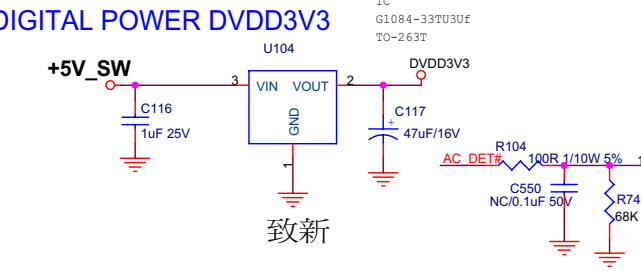 IC
G1084-33TU3Uf
TO-263T
DIGITAL POWER DVDD3V3
U104
+5V_SW
DVDD3V3
3
VIN
VOUT
2
GND
1
C116
1uF 25V
C117
+
47uF/16V
致新
R104
AC_DET#
100R 1/10W 5%
1
C550
NC/0.1uF 50V
R74
68K